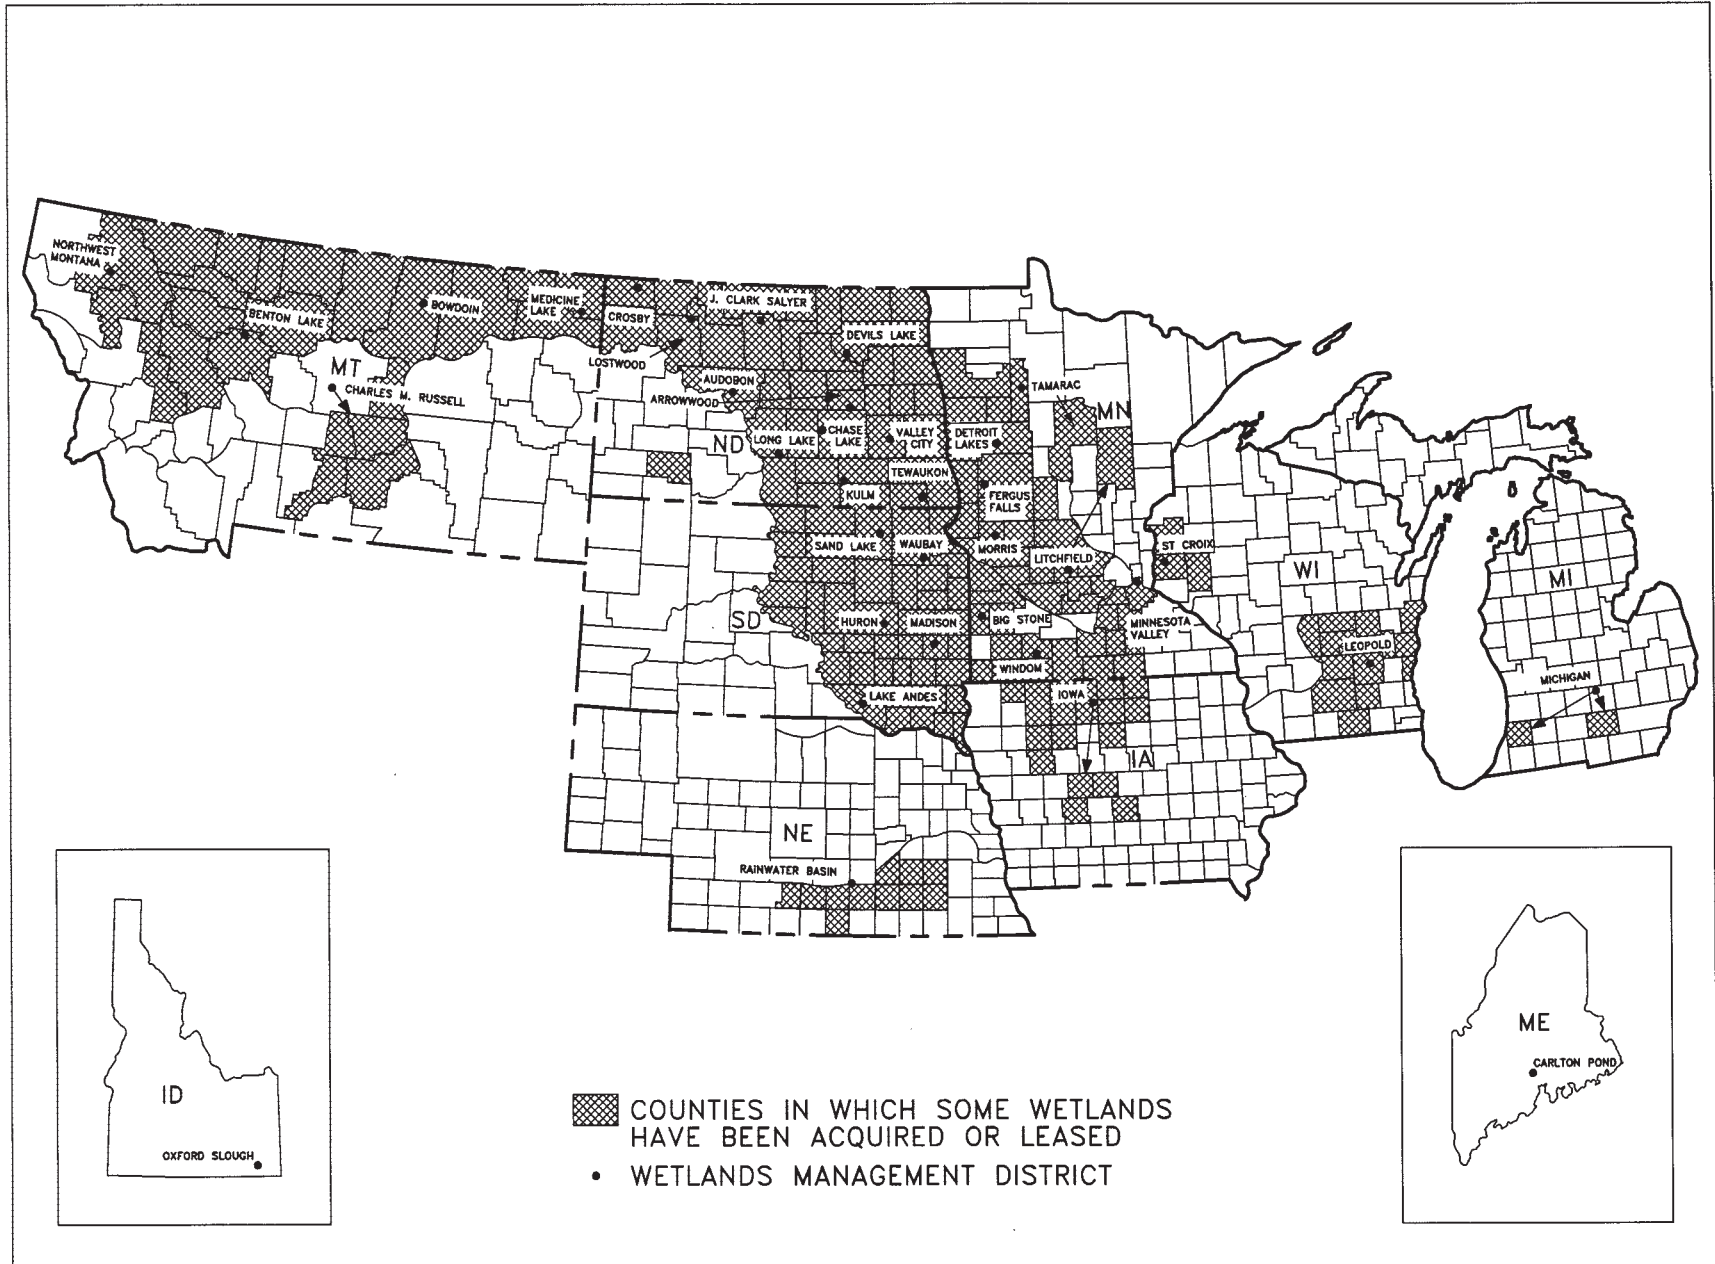 NORTHWEST
MONTANA
BENTON LAKE
BOWDOIN
MEDICINE
LAKE
CROSBY
J. CLARK SALYER
DEVILS LAKE
LOSTWOOD
MT
CHARLES M. RUSSELL
AUDOBON
ARROWWOOD
TAMARAC
MN
ND
LONG LAKE
CHASE
LAKE
VALLEY
CITY
DETROIT
LAKES
TEWAUKON
KULM
FERGUS
FALLS
SAND LAKE
WAUBAY
MORRIS
LITCHFIELD
ST CROIX
WI
MI
SD
HURON
MADISON
BIG STONE
MINNESOTA
VALLEY
LEOPOLD
WINDOM
MICHIGAN
LAKE ANDES
IOWA
IA
NE
RAINWATER BASIN
ID
OXFORD SLOUGH
ME
CARLTON POND
COUNTIES IN WHICH SOME WETLANDS
HAVE BEEN ACQUIRED OR LEASED
WETLANDS MANAGEMENT DISTRICT